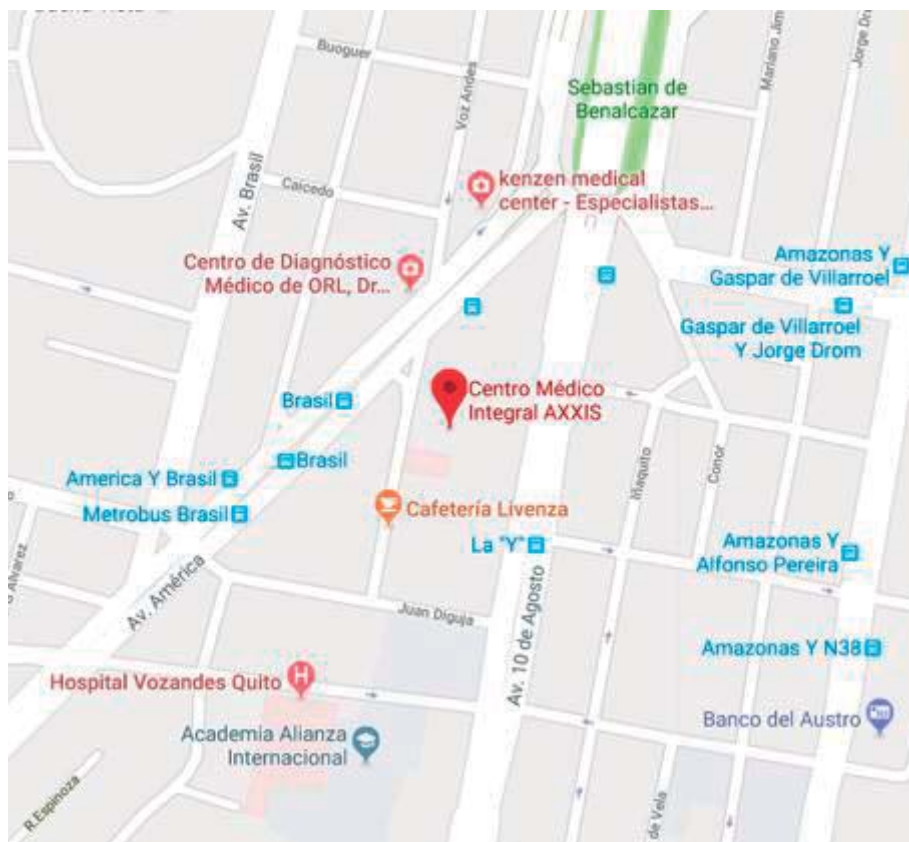 Buoguer
Voz Andes
Mariano Jim
Jorge Drom
Sebastian de
Benalcazar
Av. Brasil
Caicedo
kenzen medical
center - Especialistas...
Centro de Diagnóstico
Médico de ORL, Dr...
Amazonas Y
Gaspar de Villarroel
Gaspar de Villarroel
Y Jorge Drom
Centro Médico
Integral AXXIS
Brasil
Brasil
America Y Brasil
Metrobus Brasil
Iñaquito
Conor
Cafetería Livenza
La "Y"
Amazonas Y
Alfonso Pereira
Alvarez
Av. América
Juan Diguja
Av. 10 de Agosto
Amazonas Y N38
Hospital Vozandes Quito
Banco del Austro
Academia Alianza
Internacional
R.Espinoza
de Vela